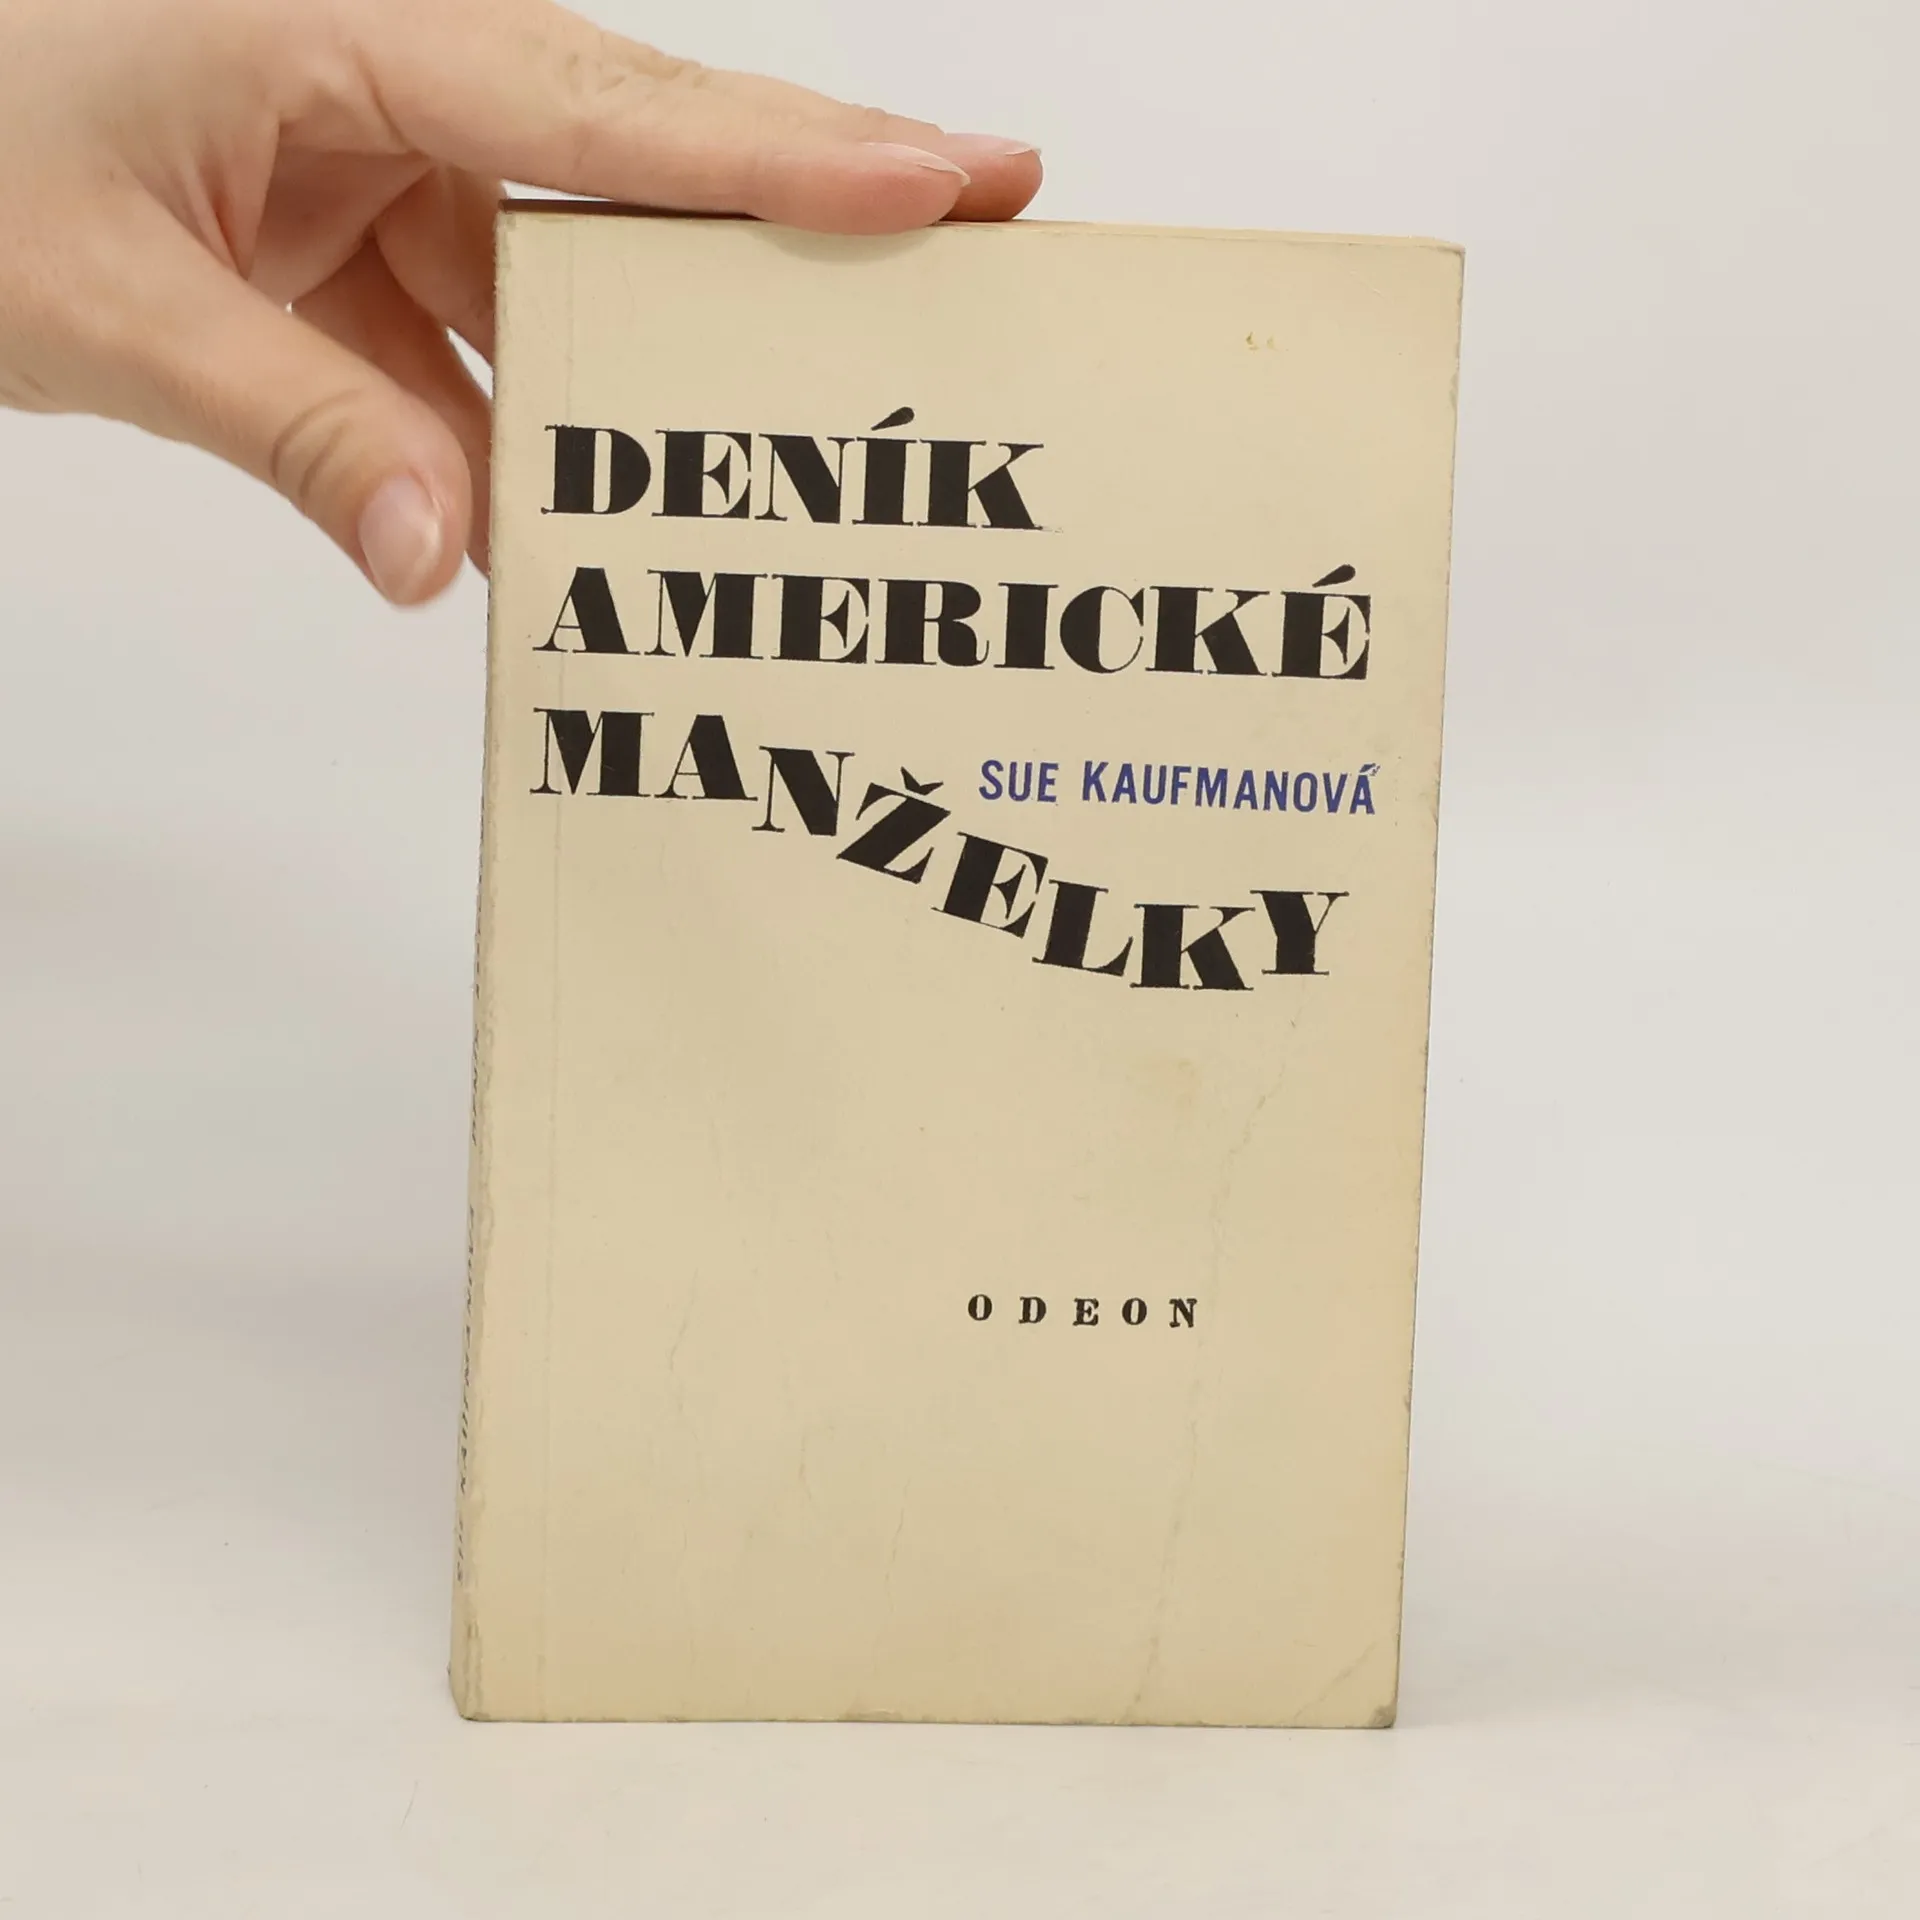 DENÍK
AMERICKÉ
MANŽELKY
SUE KAUFMANOVÁ
ODEON